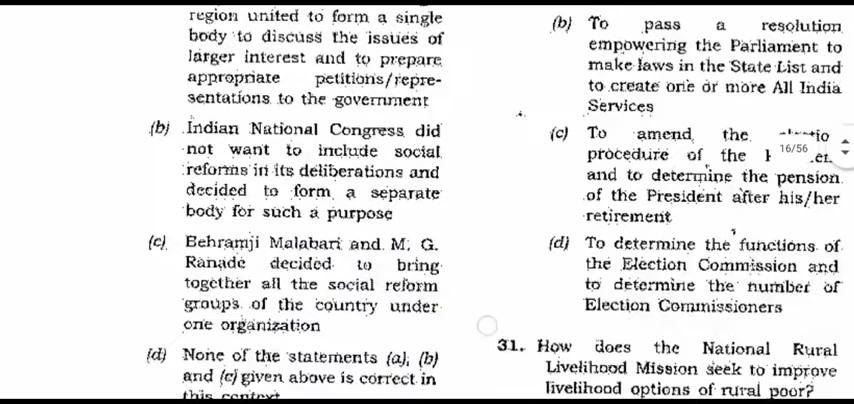 region united to form a single
body to discuss the issues of
larger interest and to prepare
appropriate petitions/repre-
sentations to the government
(b) Indian National Congress did
not want to include social
reforms in its deliberations and
decided to form a separate
body for such a purpose
(c) Behramji Malabari and M. G.
Ranade decided to bring
together all the social reform
groups of the country under
one organization
(d) None of the statements (a), (b)
and (c) given above is correct in
this context
(b) To pass a resolution
empowering the Parliament to
make laws in the State List and
to create one or more All India
Services
(c) To amend the
procedure of the
and to determine the pension
of the President after his/her
retirement
(d) To determine the functions of
the Election Commission and
to determine the number of
Election Commissioners
31. How does the National Rural
Livelihood Mission seek to improve
livelihood options of rural poor?
16/56